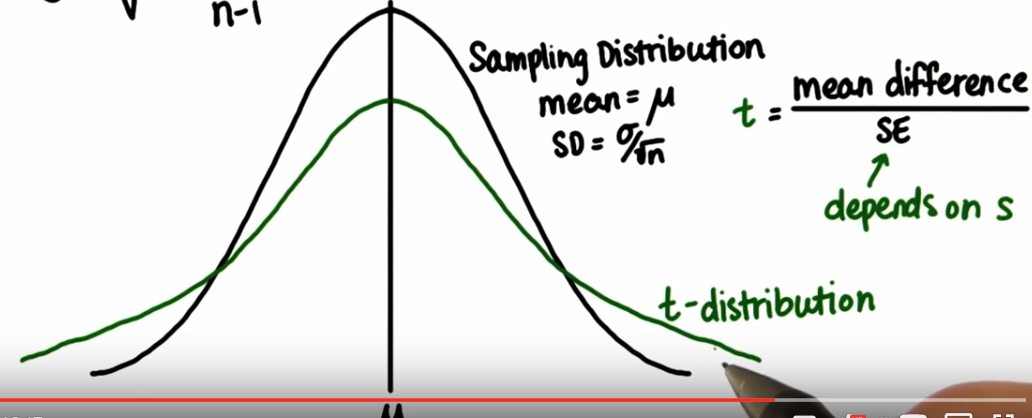 n-1
Sampling Distribution
mean = μ
SD = σ/√n
t = mean difference
SE
depends on s
t-distribution
μ